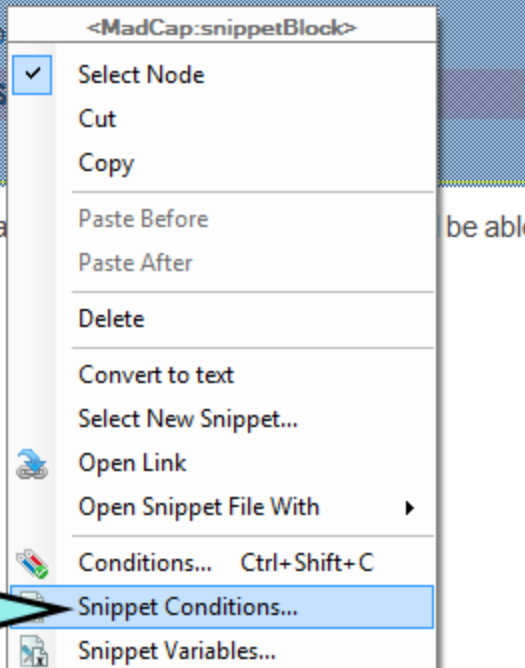 <MadCap:snippetBlock>
Select Node
Cut
Copy
Paste Before
be abl
Paste After
Delete
Convert to text
Select New Snippet...
Open Link
Open Snippet File With
Conditions... Ctrl+Shift+C
Snippet Conditions...
Snippet Variables...